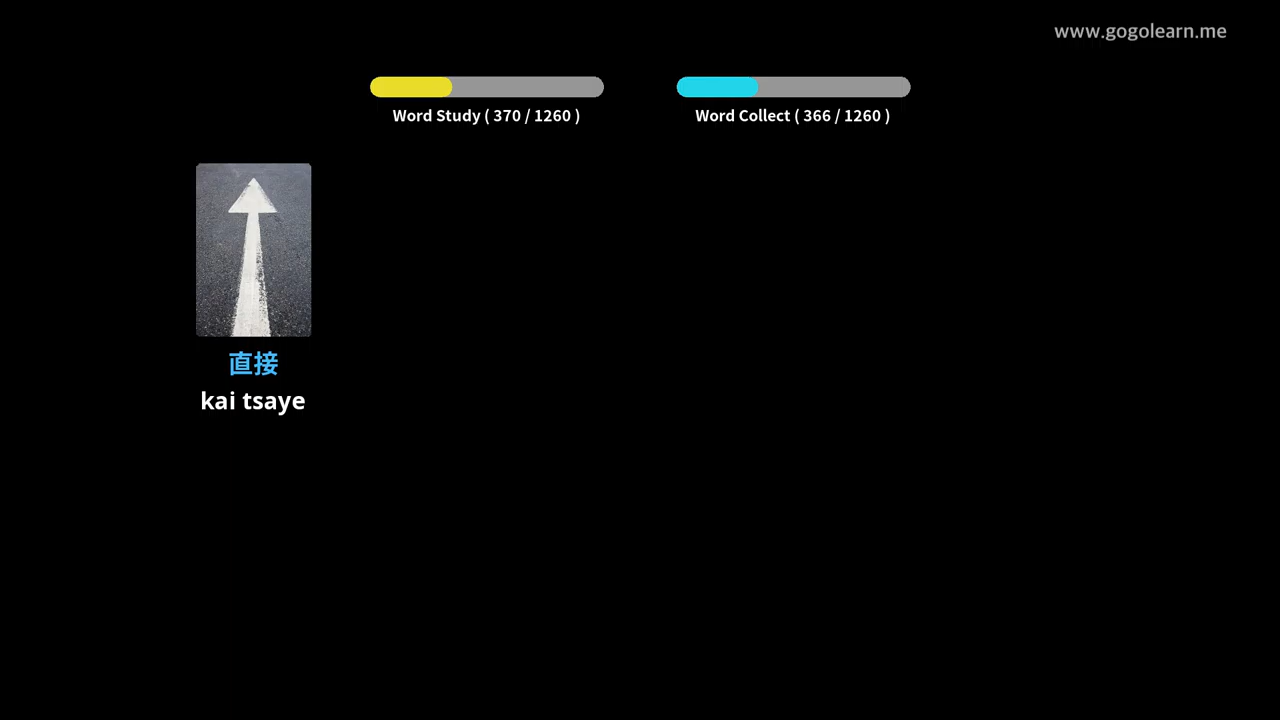 www.gogolearn.me
Word Study ( 370 / 1260 )
Word Collect ( 366 / 1260 )
直接
kai tsaye